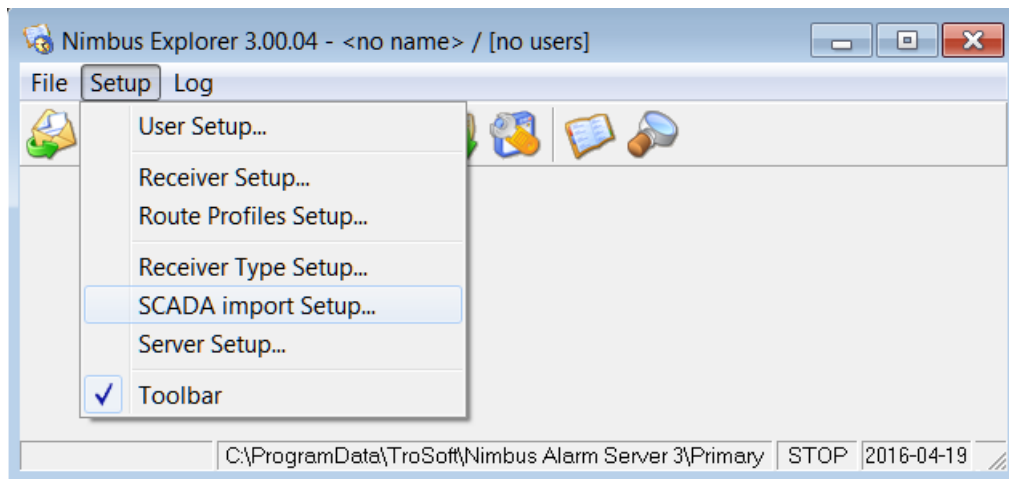 Nimbus Explorer 3.00.04 - <no name> / [no users]
File Setup Log
User Setup...
Receiver Setup...
Route Profiles Setup...
Receiver Type Setup...
SCADA import Setup...
Server Setup...
Toolbar
C:\ProgramData\TroSoft\Nimbus Alarm Server 3\Primary STOP 2016-04-19